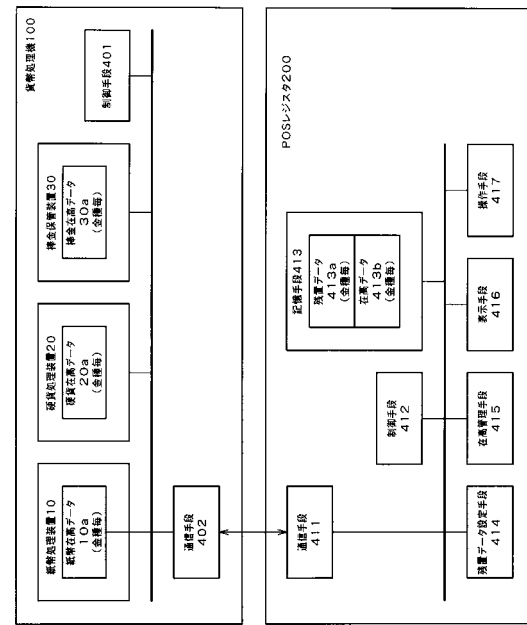 貨幣処理機100
紙幣処理装置10
紙幣在高データ
10a
(金種毎)
硬貨処理装置20
硬貨在高データ
20a
(金種毎)
棒金保管装置30
棒金在高データ
30a
(金種毎)
制御手段401
通信手段
402
POSレジスタ200
通信手段
411
制御手段
412
記憶手段413
残置データ
413a
(金種毎)
在高データ
413b
(金種毎)
残置データ設定手段
414
在高管理手段
415
表示手段
416
操作手段
417